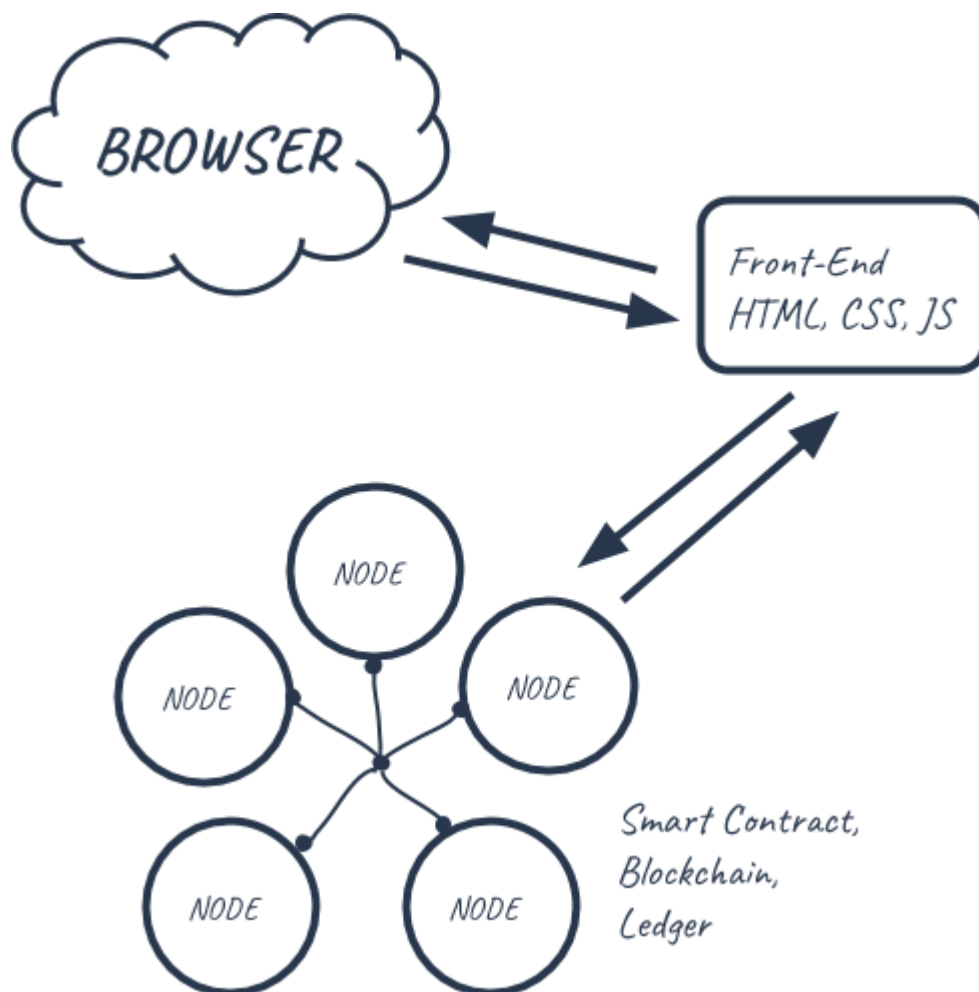 BROWSER
Front-End
HTML, CSS, JS
NODE
NODE
NODE
NODE
NODE
Smart Contract,
Blockchain,
Ledger